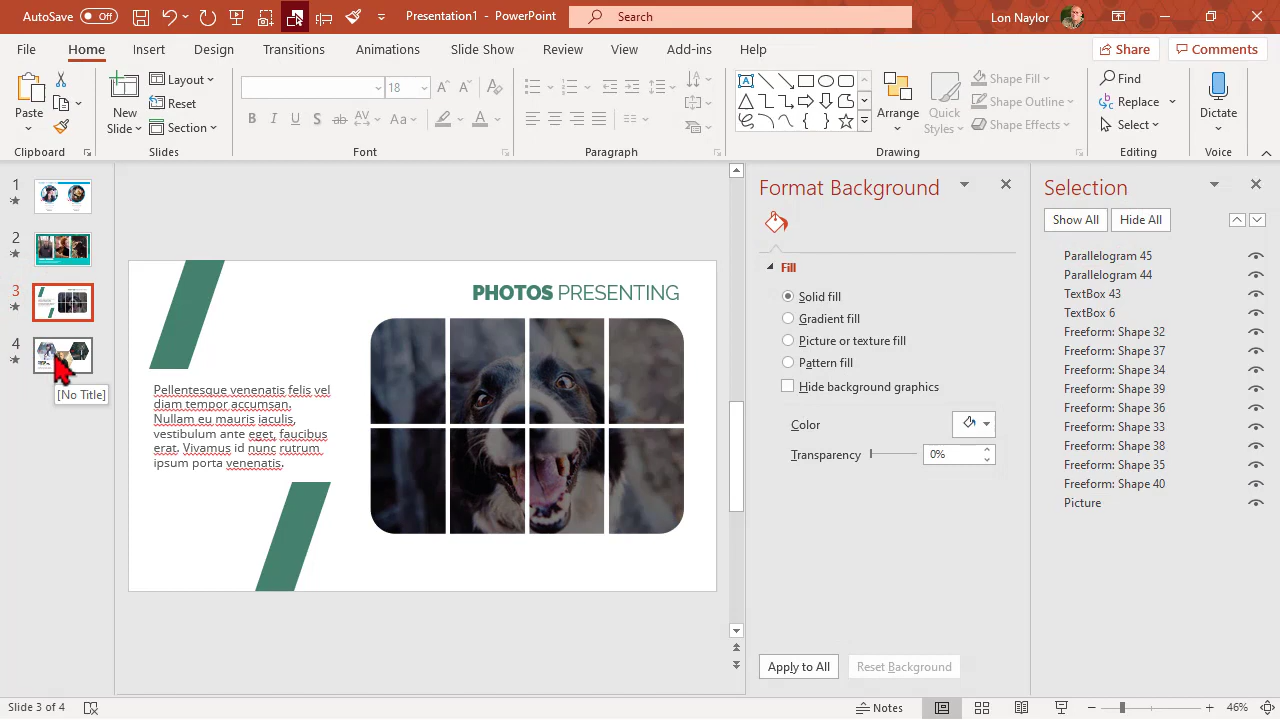 AutoSave Off
Presentation1 - PowerPoint
Search
Lon Naylor
File Home Insert Design Transitions Animations Slide Show Review View Add-ins Help
Share Comments
Paste
Clipboard
New Slide
Layout
Reset
Section
Slides
18
B I U S ab AV Aa A
Font
Paragraph
Arrange
Quick Styles
Shape Fill
Shape Outline
Shape Effects
Drawing
Find
Replace
Select
Editing
Dictate
Voice
1
2
3
4
[No Title]
PHOTOS PRESENTING
Pellentesque venenatis felis vel
diam tempor accumsan.
Nullam eu mauris iaculis,
vestibulum ante eget, faucibus
erat. Vivamus id nunc rutrum
ipsum porta venenatis.
Format Background
Fill
Solid fill
Gradient fill
Picture or texture fill
Pattern fill
Hide background graphics
Color
Transparency 0%
Apply to All Reset Background
Selection
Show All Hide All
Parallelogram 45
Parallelogram 44
TextBox 43
TextBox 6
Freeform: Shape 32
Freeform: Shape 37
Freeform: Shape 34
Freeform: Shape 39
Freeform: Shape 36
Freeform: Shape 33
Freeform: Shape 38
Freeform: Shape 35
Freeform: Shape 40
Picture
Slide 3 of 4
Notes
46%